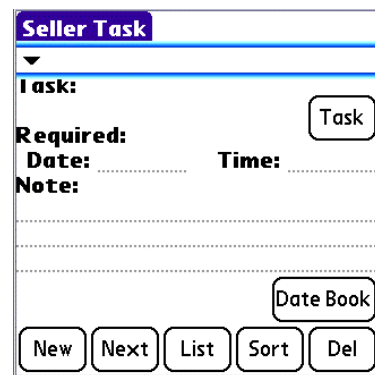 Seller Task
Task:
Task
Required:
Date: Time:
Note:
Date Book
New Next List Sort Del